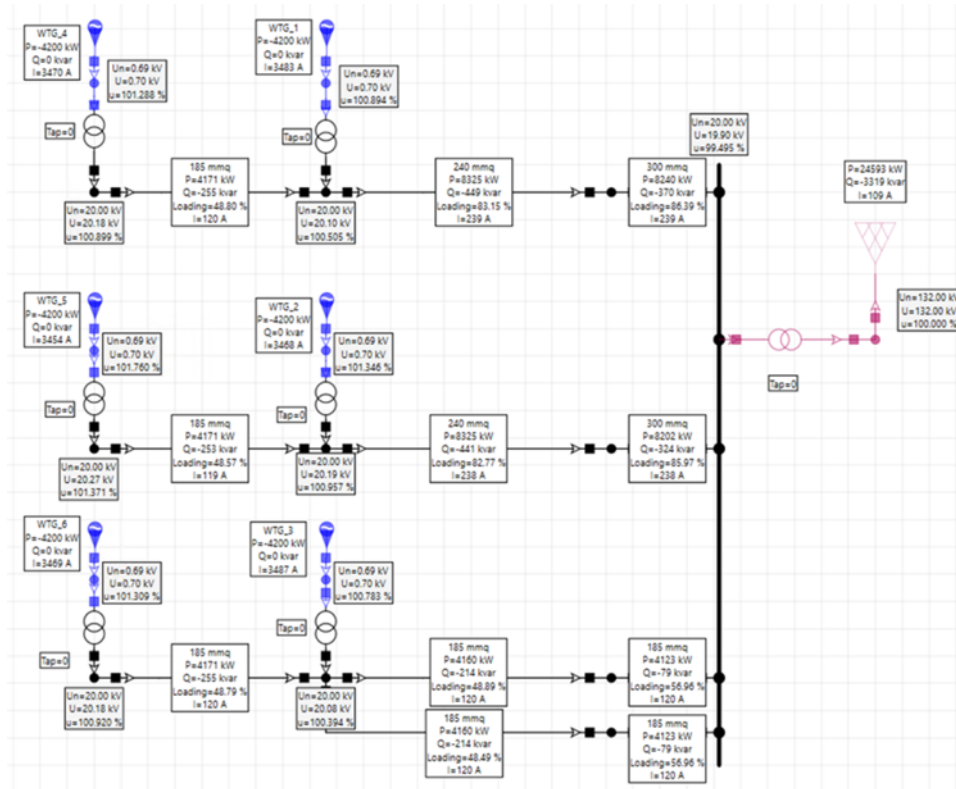 WTG_4
P=-4200 kW
Q=0 kvar
I=3470 A
Un=0.69 kV
U=0.70 kV
u=101.288 %
Tap=0
WTG_1
P=-4200 kW
Q=0 kvar
I=3483 A
Un=0.69 kV
U=0.70 kV
u=100.894 %
Tap=0
Un=20.00 kV
U=19.90 kV
u=99.495 %
185 mmq
P=4171 kW
Q=-255 kvar
Loading=48.80 %
I=120 A
240 mmq
P=8325 kW
Q=-449 kvar
Loading=83.15 %
I=239 A
300 mmq
P=8240 kW
Q=-370 kvar
Loading=86.39 %
I=239 A
P=24593 kW
Q=-3319 kvar
I=109 A
Un=20.00 kV
U=20.18 kV
u=100.899 %
Un=20.00 kV
U=20.10 kV
u=100.505 %
WTG_5
P=-4200 kW
Q=0 kvar
I=3454 A
Un=0.69 kV
U=0.70 kV
u=101.760 %
Tap=0
WTG_2
P=-4200 kW
Q=0 kvar
I=3468 A
Un=0.69 kV
U=0.70 kV
u=101.346 %
Tap=0
Un=132.00 kV
U=132.00 kV
u=100.000 %
Tap=0
185 mmq
P=4171 kW
Q=-253 kvar
Loading=48.57 %
I=119 A
240 mmq
P=8325 kW
Q=-441 kvar
Loading=82.77 %
I=238 A
300 mmq
P=8202 kW
Q=-324 kvar
Loading=85.97 %
I=238 A
Un=20.00 kV
U=20.27 kV
u=101.371 %
Un=20.00 kV
U=20.19 kV
u=100.957 %
WTG_6
P=-4200 kW
Q=0 kvar
I=3469 A
Un=0.69 kV
U=0.70 kV
u=101.309 %
Tap=0
WTG_3
P=-4200 kW
Q=0 kvar
I=3487 A
Un=0.69 kV
U=0.70 kV
u=100.783 %
Tap=0
185 mmq
P=4171 kW
Q=-255 kvar
Loading=48.79 %
I=120 A
185 mmq
P=4160 kW
Q=-214 kvar
Loading=48.89 %
I=120 A
185 mmq
P=4123 kW
Q=-79 kvar
Loading=56.96 %
I=120 A
Un=20.00 kV
U=20.18 kV
u=100.920 %
Un=20.00 kV
U=20.08 kV
u=100.394 %
185 mmq
P=4160 kW
Q=-214 kvar
Loading=48.49 %
I=120 A
185 mmq
P=4123 kW
Q=-79 kvar
Loading=56.96 %
I=120 A